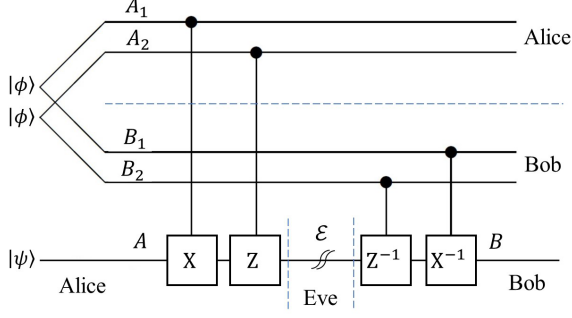 A₁
Alice
A₂
|ϕ⟩
|ϕ⟩
B₁
Bob
B₂
|ψ⟩
A
X
Z
ℰ
Z⁻¹
X⁻¹
B
Alice
Eve
Bob